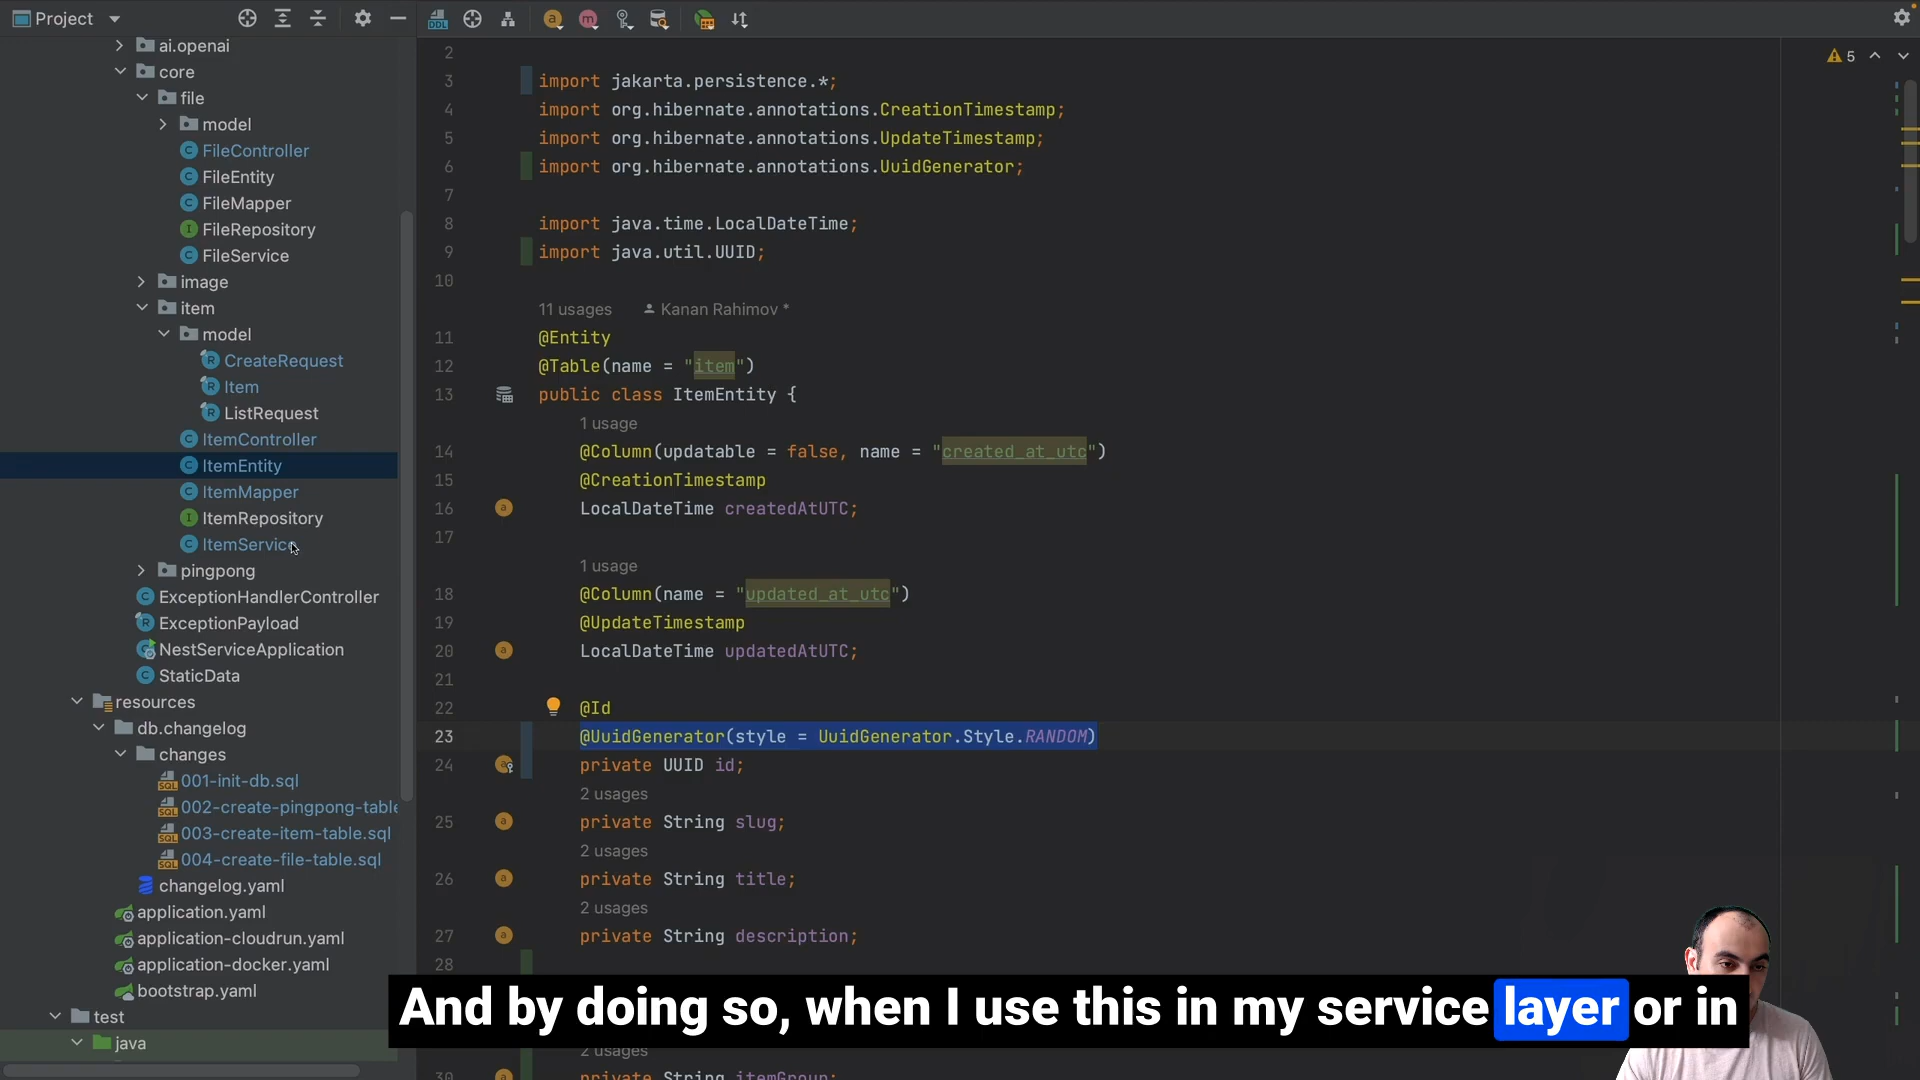 Project
ai.openai
core
file
model
FileController
FileEntity
FileMapper
FileRepository
FileService
image
item
model
CreateRequest
Item
ListRequest
ItemController
ItemEntity
ItemMapper
ItemRepository
ItemService
pingpong
ExceptionHandlerController
ExceptionPayload
NestServiceApplication
StaticData
resources
db.changelog
changes
001-init-db.sql
002-create-pingpong-table
003-create-item-table.sql
004-create-file-table.sql
changelog.yaml
application.yaml
application-cloudrun.yaml
application-docker.yaml
bootstrap.yaml
test
java
DDL
5
2
3 import jakarta.persistence.*;
4 import org.hibernate.annotations.CreationTimestamp;
5 import org.hibernate.annotations.UpdateTimestamp;
6 import org.hibernate.annotations.UuidGenerator;
7
8 import java.time.LocalDateTime;
9 import java.util.UUID;
10
11 usages Kanan Rahimov *
11 @Entity
12 @Table(name = "item")
13 public class ItemEntity {
1 usage
14 @Column(updatable = false, name = "created_at_utc")
15 @CreationTimestamp
16 LocalDateTime createdAtUTC;
17
1 usage
18 @Column(name = "updated_at_utc")
19 @UpdateTimestamp
20 LocalDateTime updatedAtUTC;
21
22 @Id
23 @UuidGenerator(style = UuidGenerator.Style.RANDOM)
24 private UUID id;
2 usages
25 private String slug;
2 usages
26 private String title;
2 usages
27 private String description;
28
And by doing so, when I use this in my service layer or in
2 usages
30 private String itemGroup;